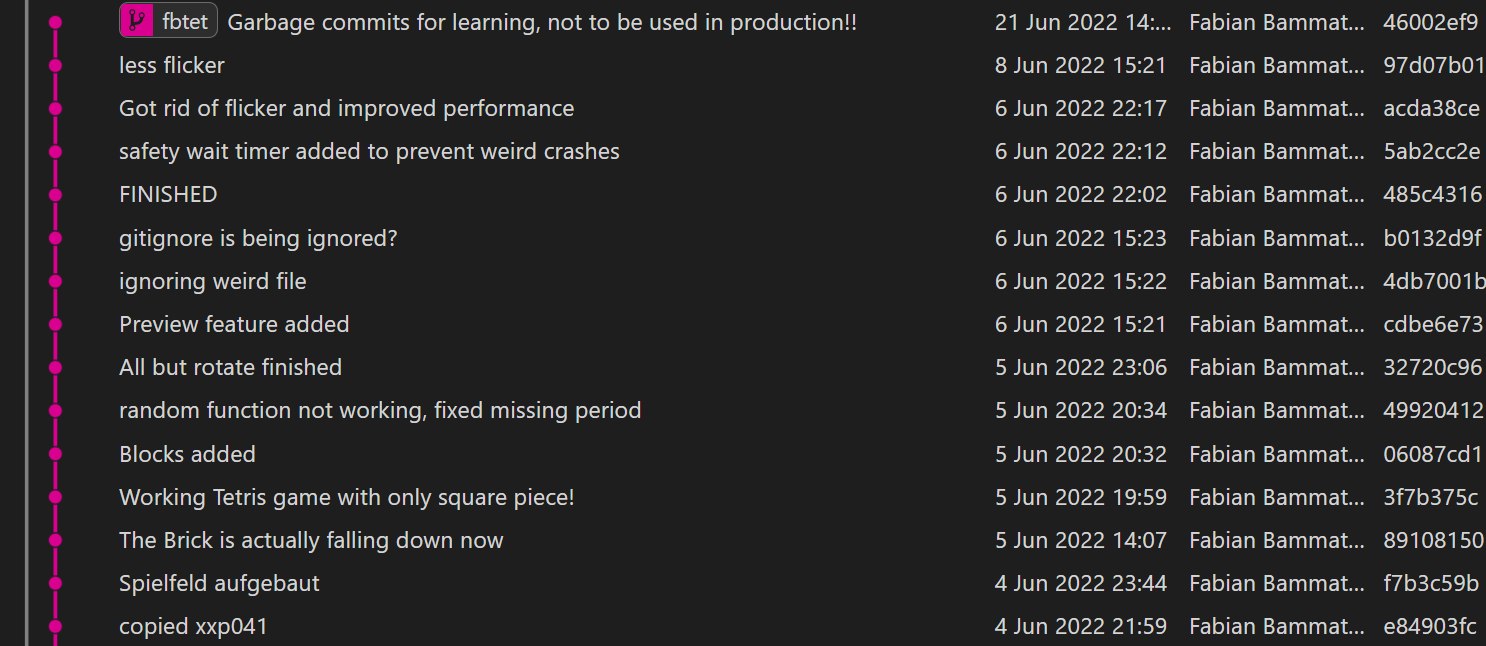 fbtet Garbage commits for learning, not to be used in production!! 21 Jun 2022 14:... Fabian Bammat... 46002ef9
less flicker 8 Jun 2022 15:21 Fabian Bammat... 97d07b01
Got rid of flicker and improved performance 6 Jun 2022 22:17 Fabian Bammat... acda38ce
safety wait timer added to prevent weird crashes 6 Jun 2022 22:12 Fabian Bammat... 5ab2cc2e
FINISHED 6 Jun 2022 22:02 Fabian Bammat... 485c4316
gitignore is being ignored? 6 Jun 2022 15:23 Fabian Bammat... b0132d9f
ignoring weird file 6 Jun 2022 15:22 Fabian Bammat... 4db7001b
Preview feature added 6 Jun 2022 15:21 Fabian Bammat... cdbe6e73
All but rotate finished 5 Jun 2022 23:06 Fabian Bammat... 32720c96
random function not working, fixed missing period 5 Jun 2022 20:34 Fabian Bammat... 49920412
Blocks added 5 Jun 2022 20:32 Fabian Bammat... 06087cd1
Working Tetris game with only square piece! 5 Jun 2022 19:59 Fabian Bammat... 3f7b375c
The Brick is actually falling down now 5 Jun 2022 14:07 Fabian Bammat... 89108150
Spielfeld aufgebaut 4 Jun 2022 23:44 Fabian Bammat... f7b3c59b
copied xxp041 4 Jun 2022 21:59 Fabian Bammat... e84903fc